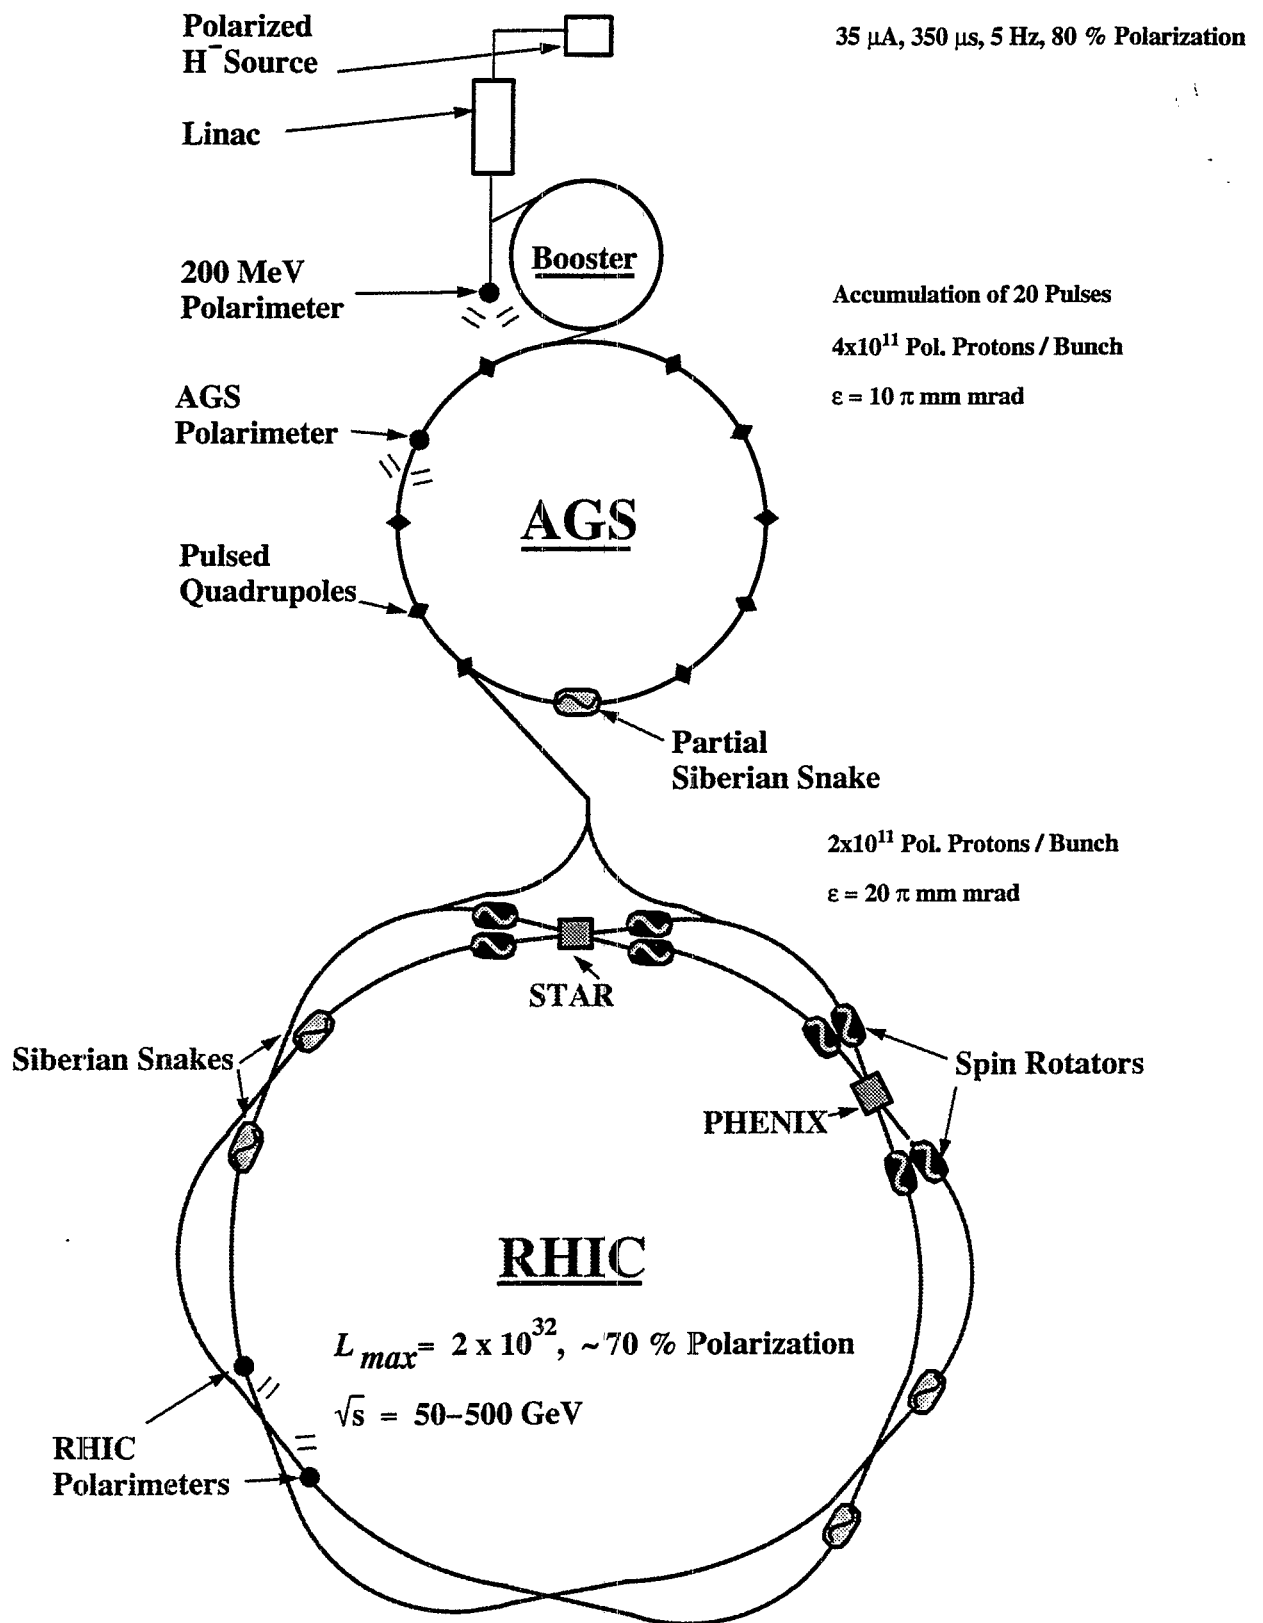 Polarized
H⁻ Source
35 μA, 350 μs, 5 Hz, 80 % Polarization
Linac
Booster
200 MeV
Polarimeter
Accumulation of 20 Pulses
4x10¹¹ Pol. Protons / Bunch
ε = 10 π mm mrad
AGS
Polarimeter
AGS
Pulsed
Quadrupoles
Partial
Siberian Snake
2x10¹¹ Pol. Protons / Bunch
ε = 20 π mm mrad
STAR
Siberian Snakes
Spin Rotators
PHENIX
RHIC
L max = 2 x 10³², ~70 % Polarization
√s = 50–500 GeV
RHIC
Polarimeters